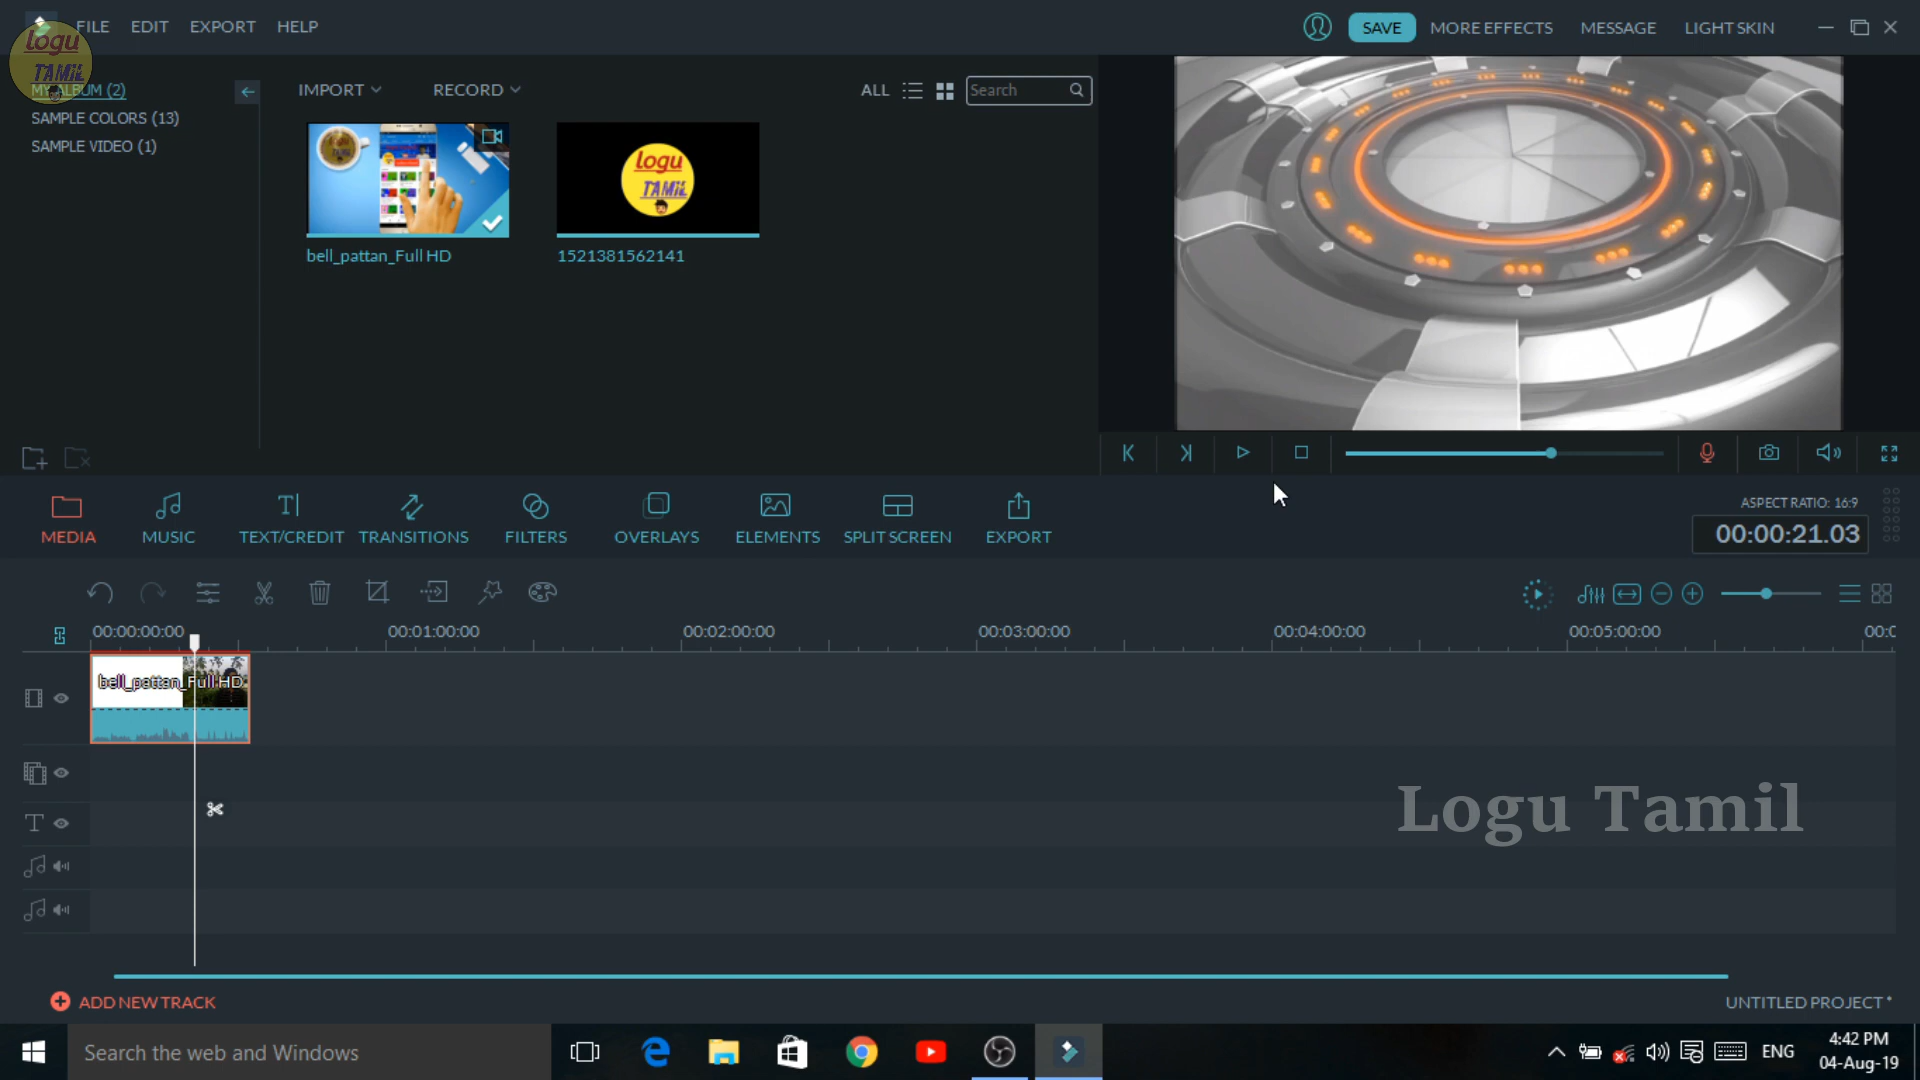 FILE EDIT EXPORT HELP
SAVE MORE EFFECTS MESSAGE LIGHT SKIN
logu
TAMIL
MY ALBUM (2)
SAMPLE COLORS (13)
SAMPLE VIDEO (1)
IMPORT RECORD ALL Search
logu
TAMIL
bell_pattan_Full HD 1521381562141
MEDIA MUSIC TEXT/CREDIT TRANSITIONS FILTERS OVERLAYS ELEMENTS SPLIT SCREEN EXPORT
ASPECT RATIO: 16:9
00:00:21.03
00:00:00:00 00:01:00:00 00:02:00:00 00:03:00:00 00:04:00:00 00:05:00:00 00:0
bell_pattan_Full HD
Logu Tamil
ADD NEW TRACK UNTITLED PROJECT *
Search the web and Windows
ENG
4:42 PM
04-Aug-19